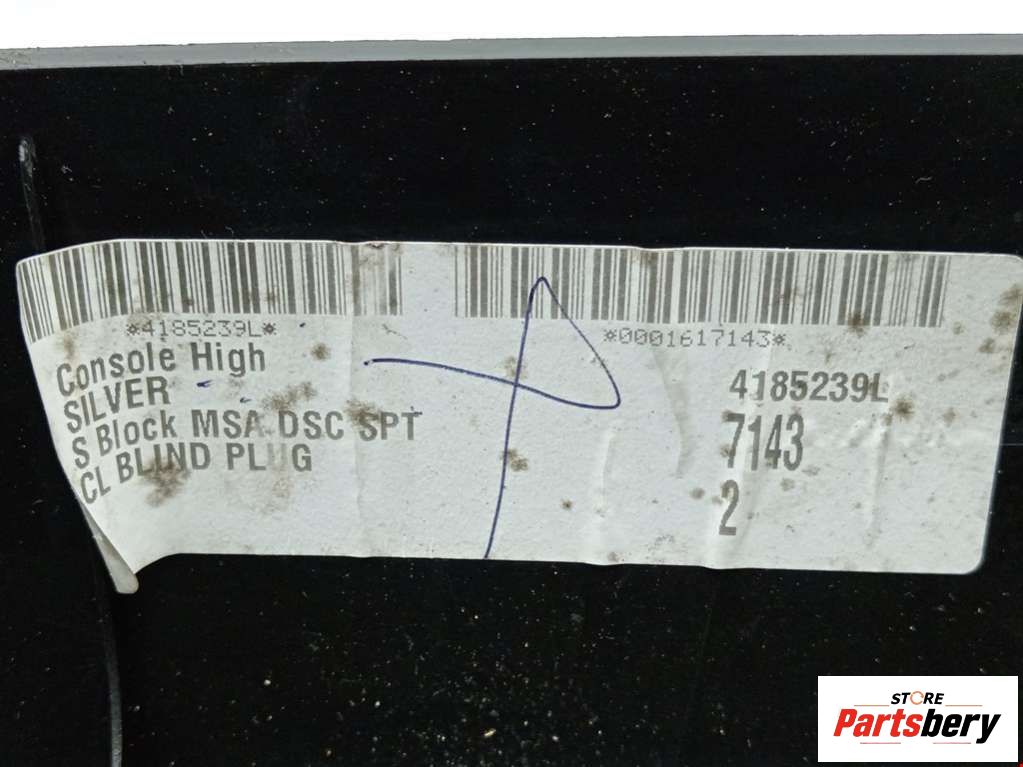 *4185239L*
Console High
SILVER
S Block MSA DSC SPT
CL BLIND PLUG
*0001617143*
4185239L
7143
2
STORE
Partsbery